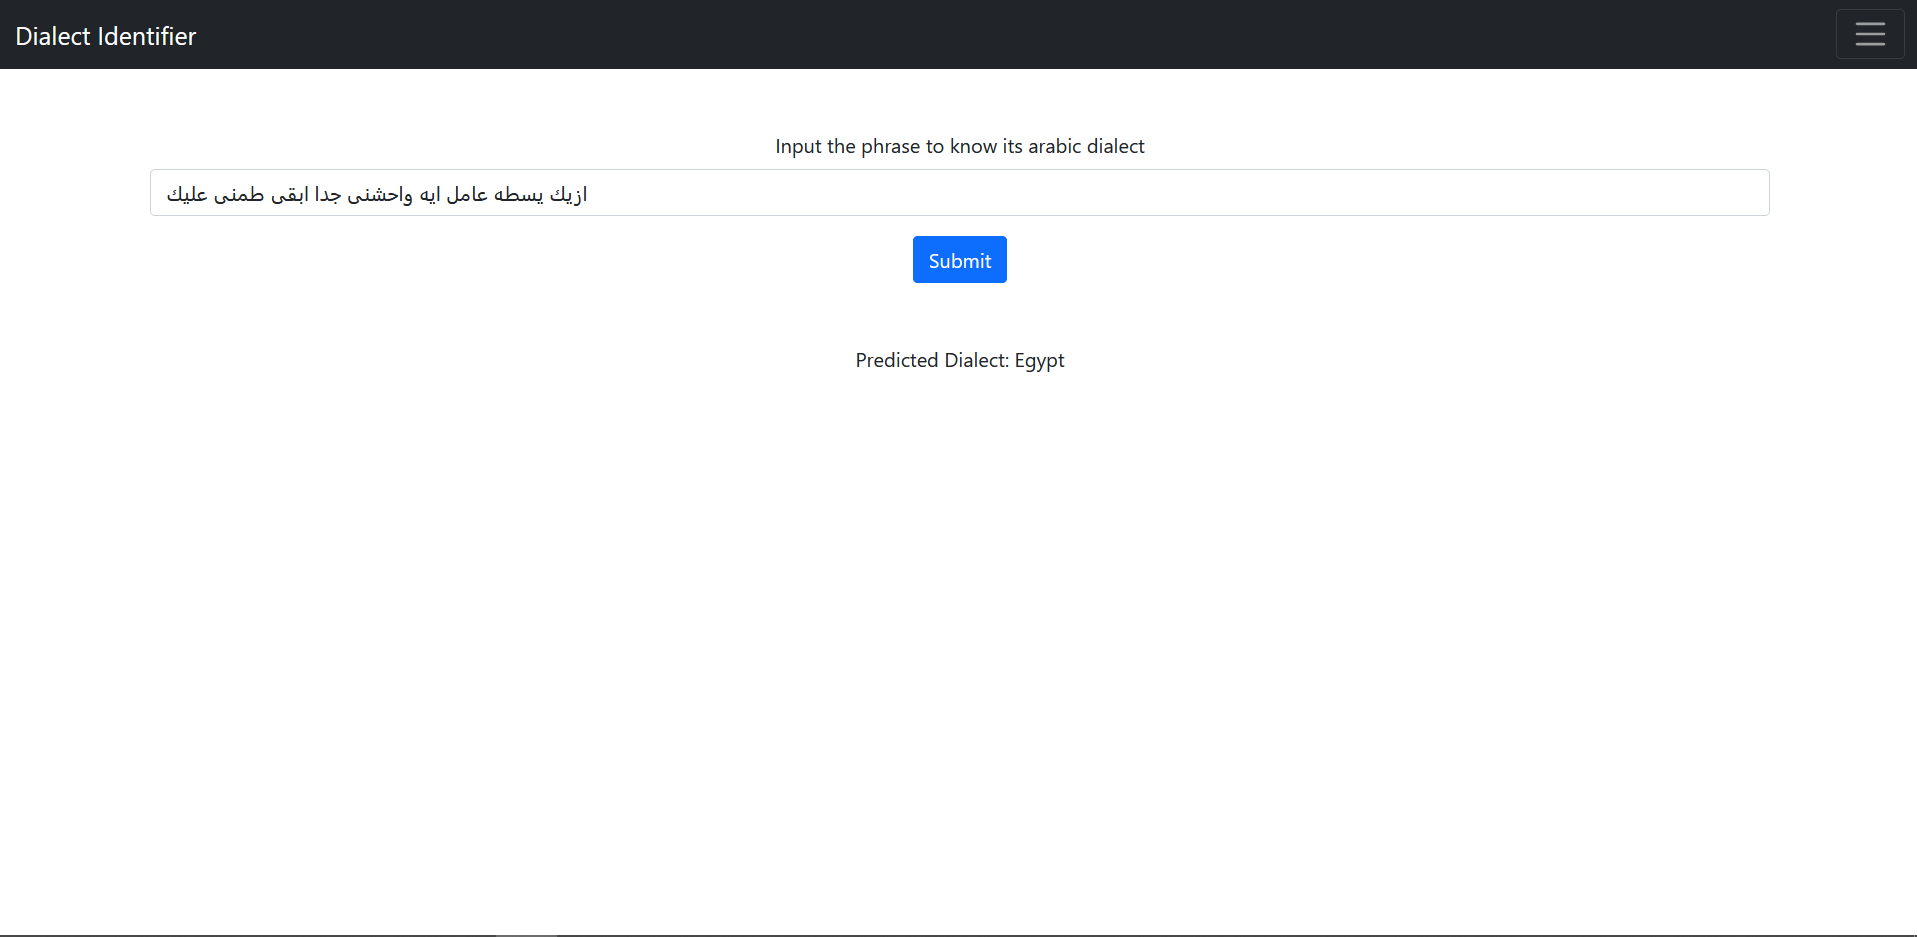 Dialect Identifier
Input the phrase to know its arabic dialect
ازيك يسطه عامل ايه واحشنى جدا ابقى طمنى عليك
Submit
Predicted Dialect: Egypt